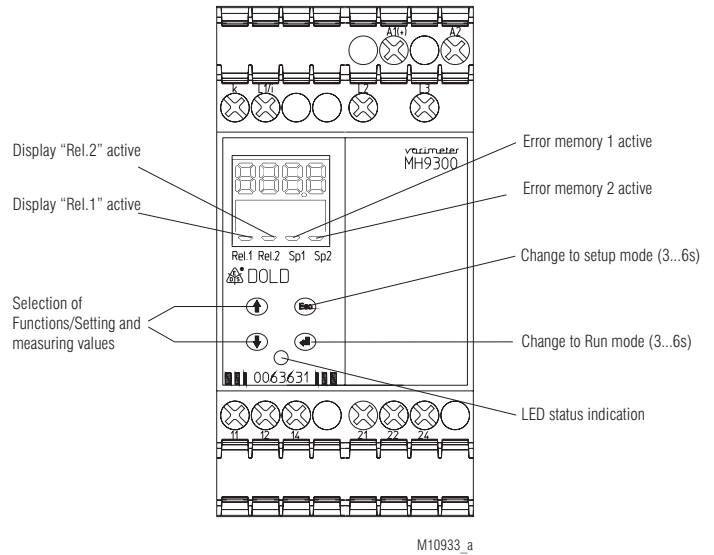 A1(+) A2
k L1/i L2 L3
varimeter
MH9300
Display “Rel.2” active
Display “Rel.1” active
Error memory 1 active
Error memory 2 active
Rel.1 Rel.2 Sp1 Sp2
DOLD
Change to setup mode (3...6s)
Esc
Selection of
Functions/Setting and
measuring values
Change to Run mode (3...6s)
0063631
LED status indication
11 12 14 21 22 24
M10933_a